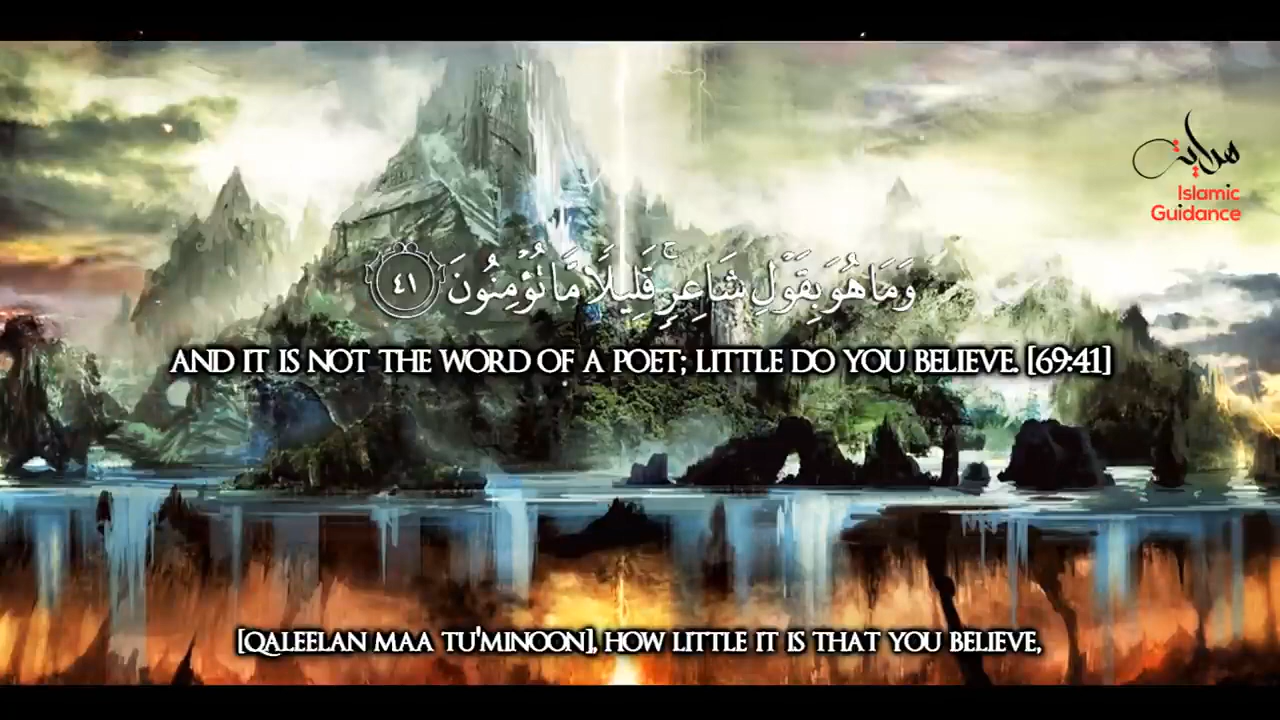 هداية
Islamic
Guidance
وَمَا هُوَ بِقَوْلِ شَاعِرٍ ۚ قَلِيلًا مَّا تُؤْمِنُونَ ٤١
AND IT IS NOT THE WORD OF A POET; LITTLE DO YOU BELIEVE. [69:41]
[QALEELAN MAA TU'MINOON], HOW LITTLE IT IS THAT YOU BELIEVE,